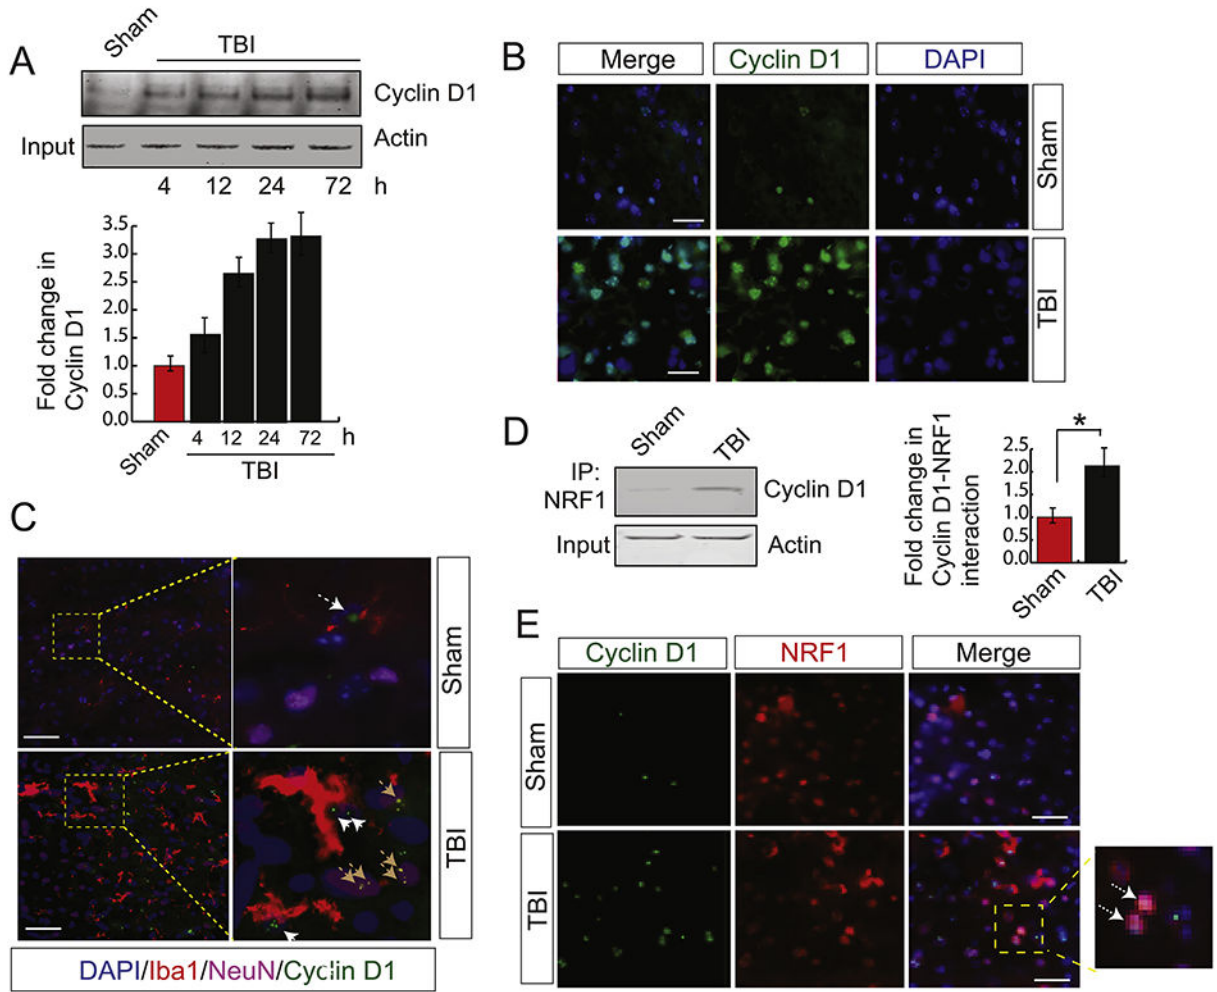 A
Sham
TBI
Cyclin D1
Input
Actin
4 12 24 72 h
Fold change in
Cyclin D1
3.5
3.0
2.5
2.0
1.5
1.0
0.5
0.0
Sham
4 12 24 72 h
TBI
B
Merge Cyclin D1 DAPI
Sham
TBI
C
Sham
TBI
DAPI/Iba1/NeuN/Cyclin D1
D
Sham
TBI
IP:
NRF1
Cyclin D1
Input
Actin
Fold change in
Cyclin D1-NRF1
interaction
2.5
2.0
1.5
1.0
0.5
0.0
*
Sham
TBI
E
Cyclin D1 NRF1 Merge
Sham
TBI